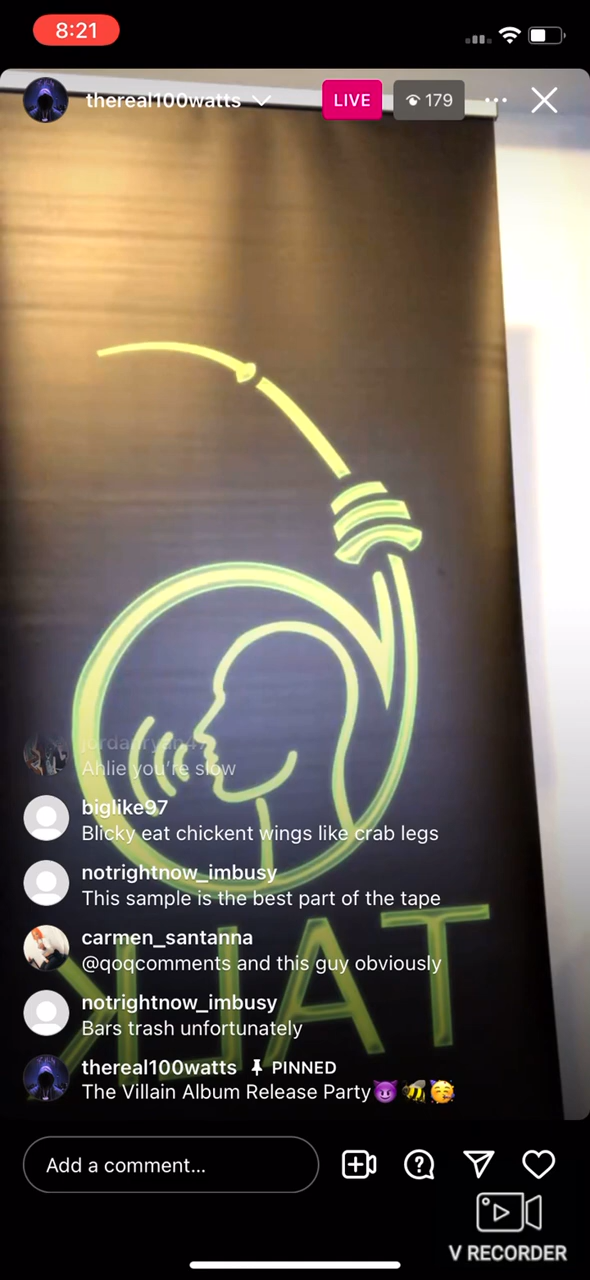 8:21
thereal100watts
LIVE
179
jordanryan47
Ahlie you're slow
biglike97
Blicky eat chickent wings like crab legs
notrightnow_imbusy
This sample is the best part of the tape
carmen_santanna
@qoqcomments and this guy obviously
notrightnow_imbusy
Bars trash unfortunately
TALK
thereal100watts PINNED
The Villain Album Release Party😈🐝🥳
Add a comment...
V RECORDER